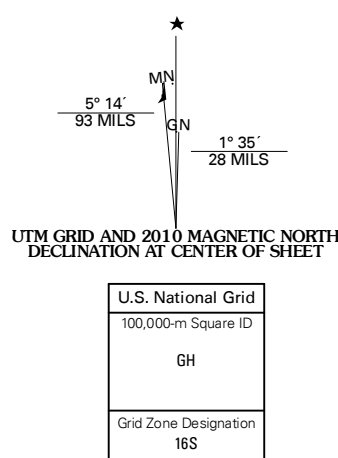 MN
5° 14´
93 MILS
GN
1° 35´
28 MILS
UTM GRID AND 2010 MAGNETIC NORTH
DECLINATION AT CENTER OF SHEET
U.S. National Grid
100,000-m Square ID
GH
Grid Zone Designation
16S